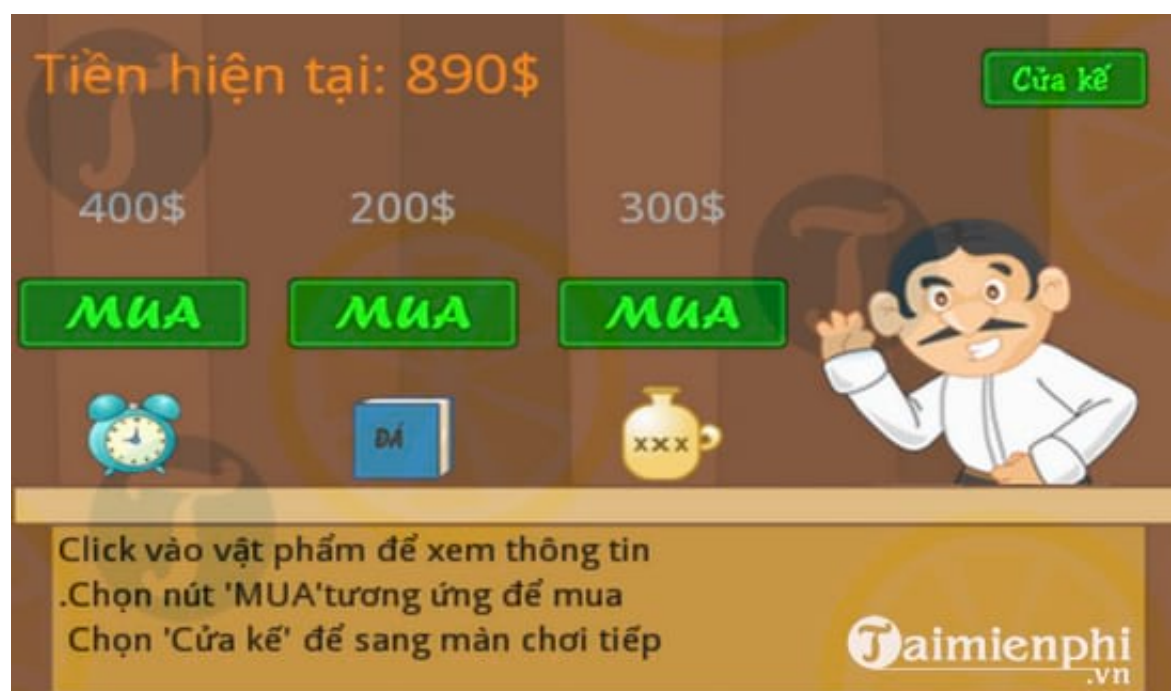 Tiền hiện tại: 890$
Cửa kế
400$ 200$ 300$
MUA MUA MUA
ĐÁ
xxx
Click vào vật phẩm để xem thông tin
.Chọn nút 'MUA'tương ứng để mua
Chọn 'Cửa kế' để sang màn chơi tiếp
Taimienphi
.vn